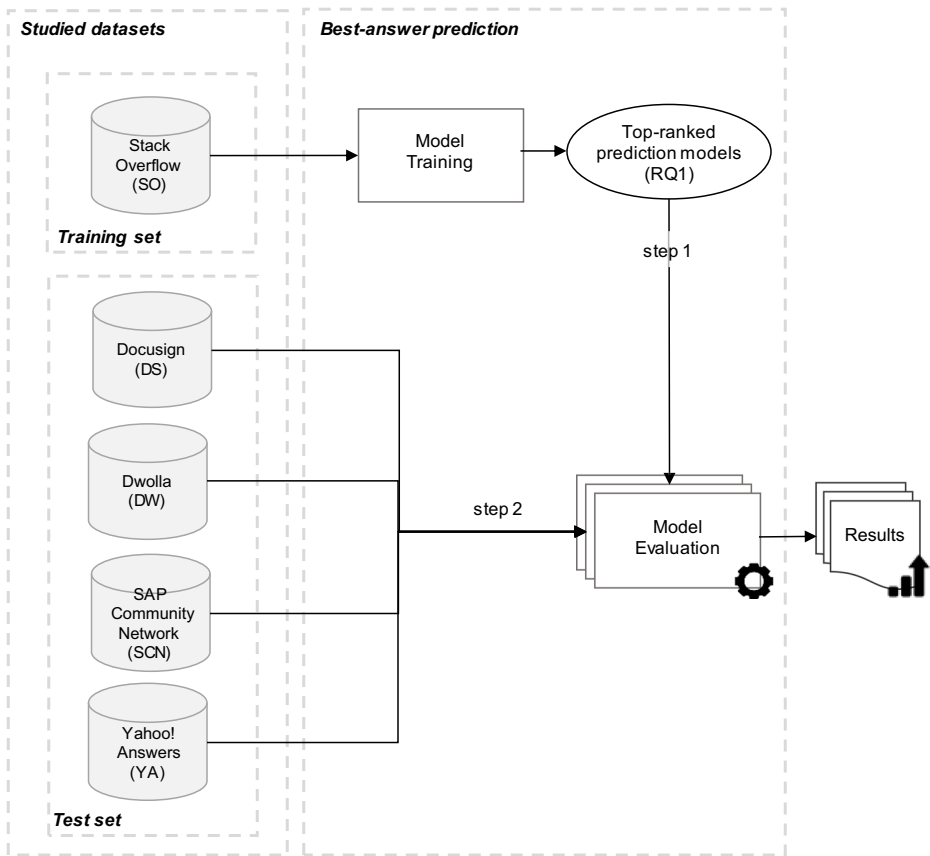 Studied datasets
Best-answer prediction
Stack
Overflow
(SO)
Training set
Model
Training
Top-ranked
prediction models
(RQ1)
step 1
Docusign
(DS)
Dwolla
(DW)
SAP
Community
Network
(SCN)
Yahoo!
Answers
(YA)
Test set
step 2
Model
Evaluation
Results